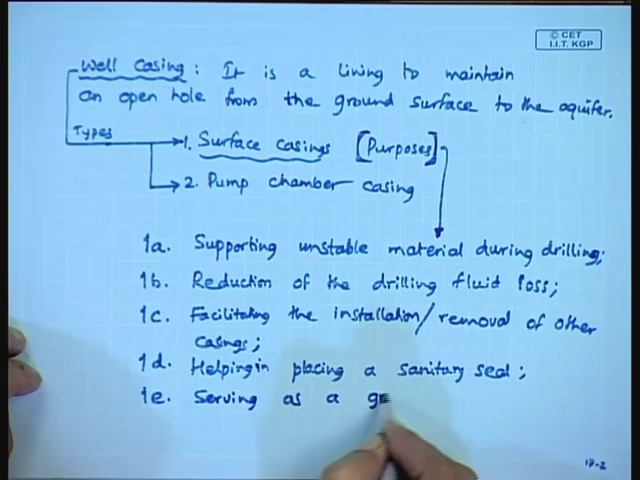 © CET
I.I.T. KGP
Well Casing : It is a lining to maintain
an open hole from the ground surface to the aquifer.
Types
1. Surface casings [Purposes]
2. Pump chamber casing
1a. Supporting unstable material during drilling;
1b. Reduction of the drilling fluid loss;
1c. Facilitating the installation/removal of other
casings;
1d. Helping in placing a sanitary seal;
1e. Serving as a
17-2